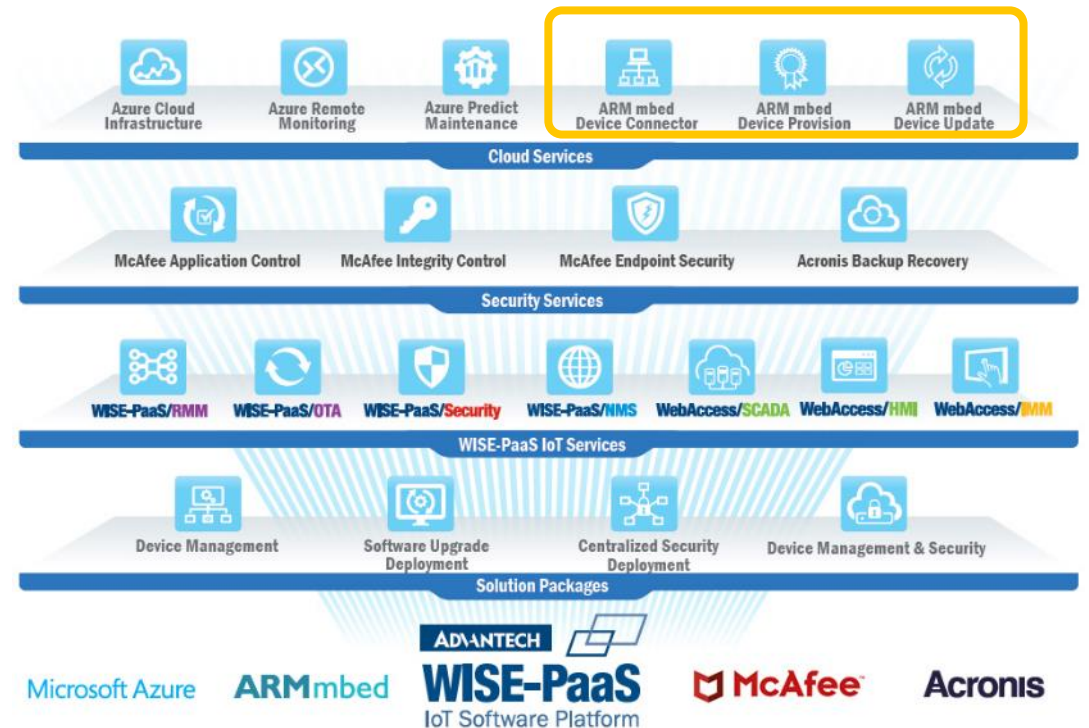 Azure Cloud
Infrastructure
Azure Remote
Monitoring
Azure Predict
Maintenance
ARM mbed
Device Connector
ARM mbed
Device Provision
ARM mbed
Device Update
Cloud Services
McAfee Application Control
McAfee Integrity Control
McAfee Endpoint Security
Acronis Backup Recovery
Security Services
WISE-PaaS/RMM
WISE-PaaS/OTA
WISE-PaaS/Security
WISE-PaaS/NMS
WebAccess/SCADA
WebAccess/HMI
WebAccess/IMM
WISE-PaaS IoT Services
Device Management
Software Upgrade
Deployment
Centralized Security
Deployment
Device Management & Security
Solution Packages
Microsoft Azure
ARMmbed
ADVANTECH
WISE-PaaS
IoT Software Platform
McAfee™
Acronis